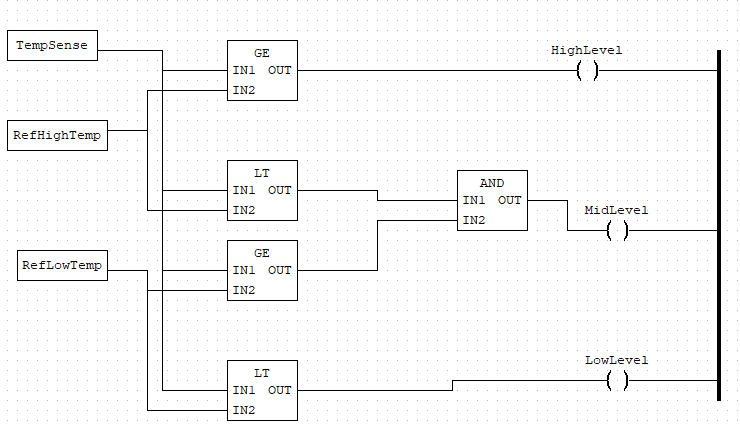 TempSense
GE
IN1 OUT
IN2
HighLevel
RefHighTemp
LT
IN1 OUT
IN2
AND
IN1 OUT
IN2
MidLevel
RefLowTemp
GE
IN1 OUT
IN2
LT
IN1 OUT
IN2
LowLevel